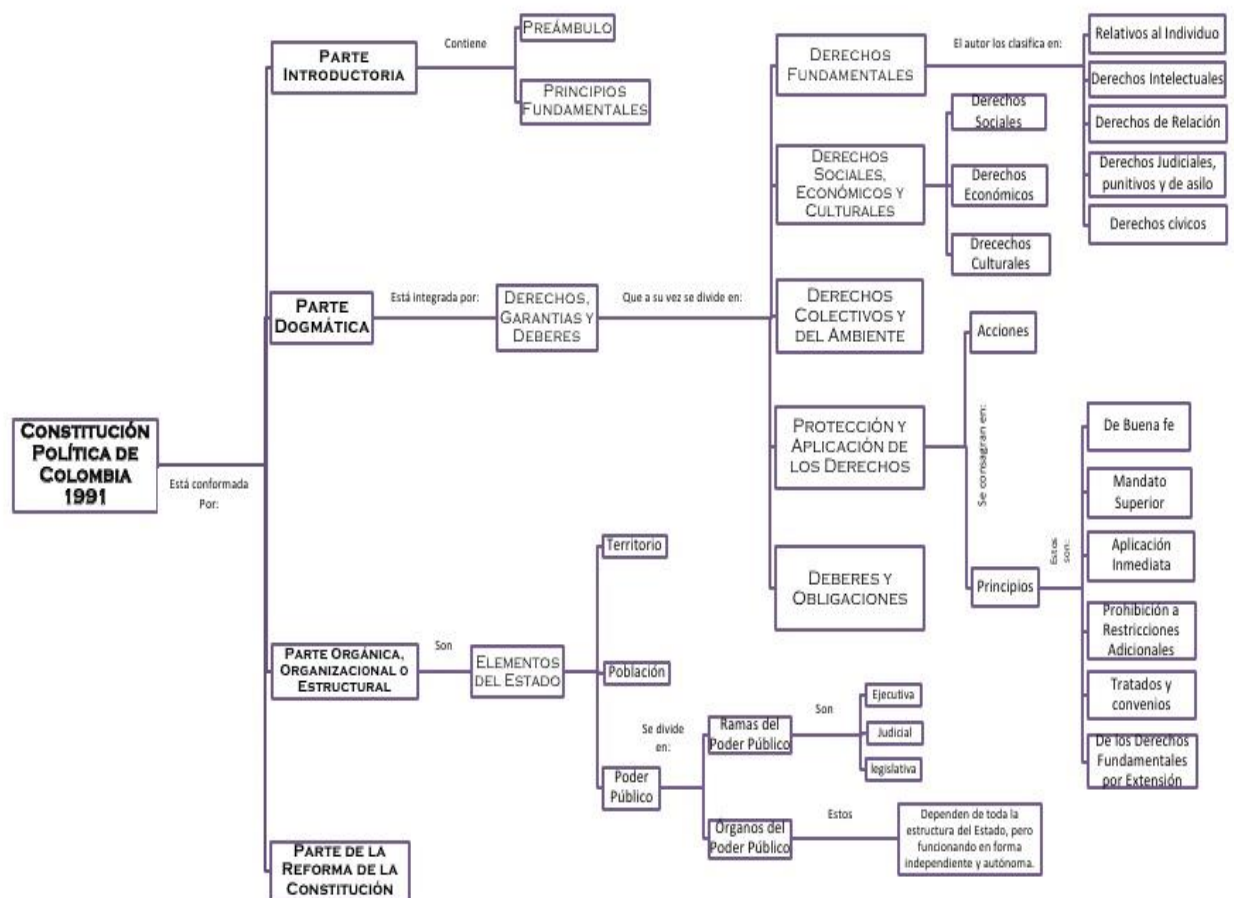 CONSTITUCIÓN
POLÍTICA DE
COLOMBIA
1991
Está conformada
Por:
PARTE
INTRODUCTORIA
Contiene
PREÁMBULO
PRINCIPIOS
FUNDAMENTALES
PARTE
DOGMÁTICA
Está integrada por:
DERECHOS,
GARANTIAS Y
DEBERES
Que a su vez se divide en:
DERECHOS
FUNDAMENTALES
El autor los clasifica en:
Relativos al Individuo
Derechos Intelectuales
Derechos de Relación
Derechos Judiciales,
punitivos y de asilo
Derechos cívicos
DERECHOS
SOCIALES,
ECONÓMICOS Y
CULTURALES
Derechos
Sociales
Derechos
Económicos
Drecechos
Culturales
DERECHOS
COLECTIVOS Y
DEL AMBIENTE
PROTECCIÓN Y
APLICACIÓN DE
LOS DERECHOS
Se consagran en:
Acciones
Principios
Estos
son:
De Buena fe
Mandato
Superior
Aplicación
Inmediata
Prohibición a
Restricciones
Adicionales
Tratados y
convenios
De los Derechos
Fundamentales
por Extensión
DEBERES Y
OBLIGACIONES
PARTE ORGÁNICA,
ORGANIZACIONAL O
ESTRUCTURAL
Son
ELEMENTOS
DEL ESTADO
Territorio
Población
Poder
Público
Se divide
en:
Ramas del
Poder Público
Son
Ejecutiva
Judicial
legislativa
Órganos del
Poder Público
Estos
Dependen de toda la
estructura del Estado, pero
funcionando en forma
independiente y autónoma.
PARTE DE LA
REFORMA DE LA
CONSTITUCIÓN